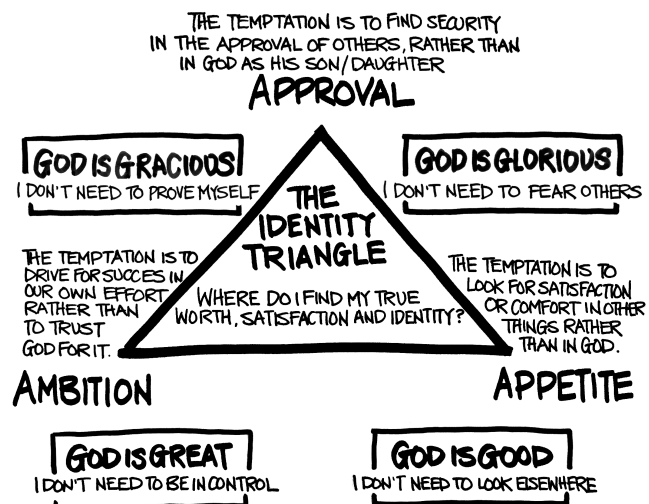 THE TEMPTATION IS TO FIND SECURITY
IN THE APPROVAL OF OTHERS, RATHER THAN
IN GOD AS HIS SON/DAUGHTER
APPROVAL
GOD IS GRACIOUS
I DON'T NEED TO PROVE MYSELF
GOD IS GLORIOUS
I DON'T NEED TO FEAR OTHERS
THE
IDENTITY
TRIANGLE
WHERE DO I FIND MY TRUE
WORTH, SATISFACTION AND IDENTITY?
THE TEMPTATION IS TO
DRIVE FOR SUCCES IN
OUR OWN EFFORT
RATHER THAN
TO TRUST
GOD FOR IT.
THE TEMPTATION IS TO
LOOK FOR SATISFACTION
OR COMFORT IN OTHER
THINGS RATHER
THAN IN GOD.
AMBITION
APPETITE
GOD IS GREAT
I DON'T NEED TO BE IN CONTROL
GOD IS GOOD
I DON'T NEED TO LOOK ELSEWHERE